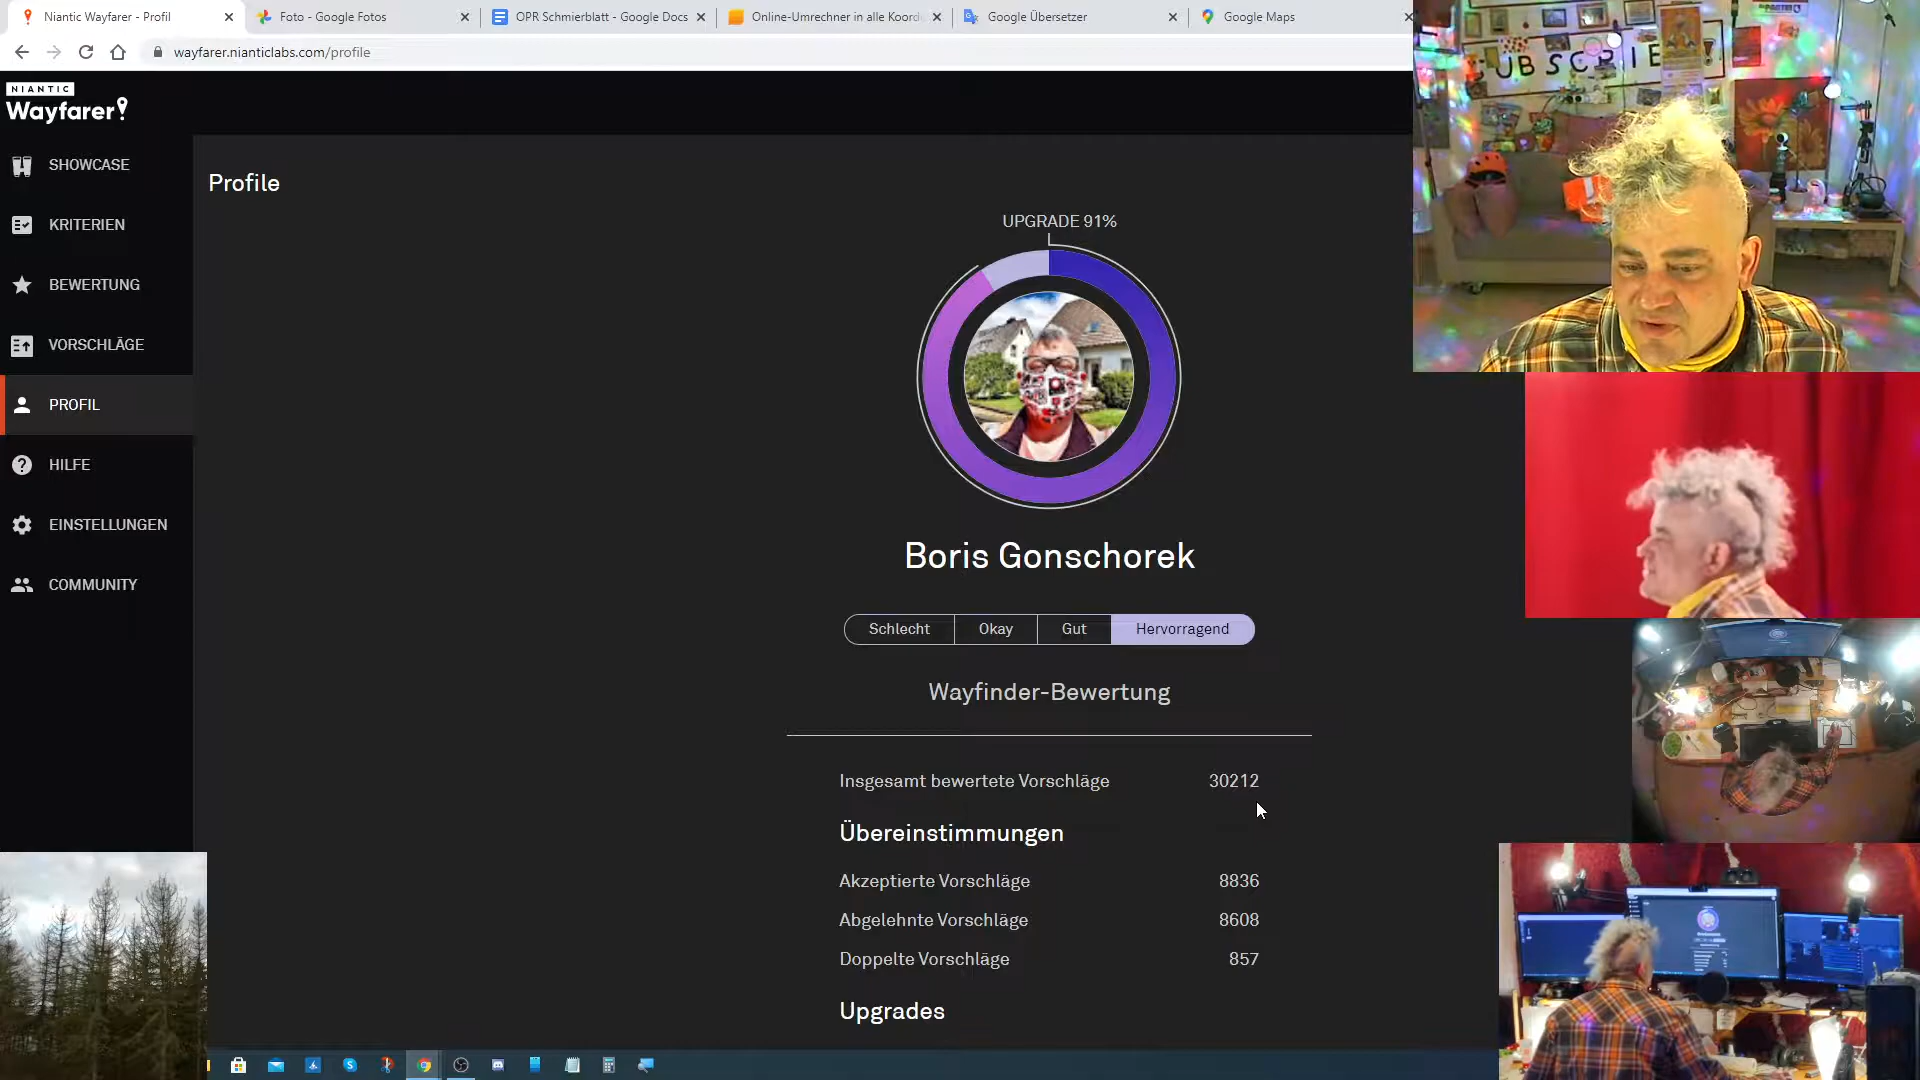 Niantic Wayfarer - Profil
Foto - Google Fotos
OPR Schmierblatt - Google Docs
Online-Umrechner in alle Koord
Google Übersetzer
Google Maps
wayfarer.nianticlabs.com/profile
NIANTIC
Wayfarer
SHOWCASE
KRITERIEN
BEWERTUNG
VORSCHLÄGE
PROFIL
HILFE
EINSTELLUNGEN
COMMUNITY
Profile
UPGRADE 91%
Boris Gonschorek
Schlecht
Okay
Gut
Hervorragend
Wayfinder-Bewertung
Insgesamt bewertete Vorschläge 30212
Übereinstimmungen
Akzeptierte Vorschläge 8836
Abgelehnte Vorschläge 8608
Doppelte Vorschläge 857
Upgrades
UBSCRIE